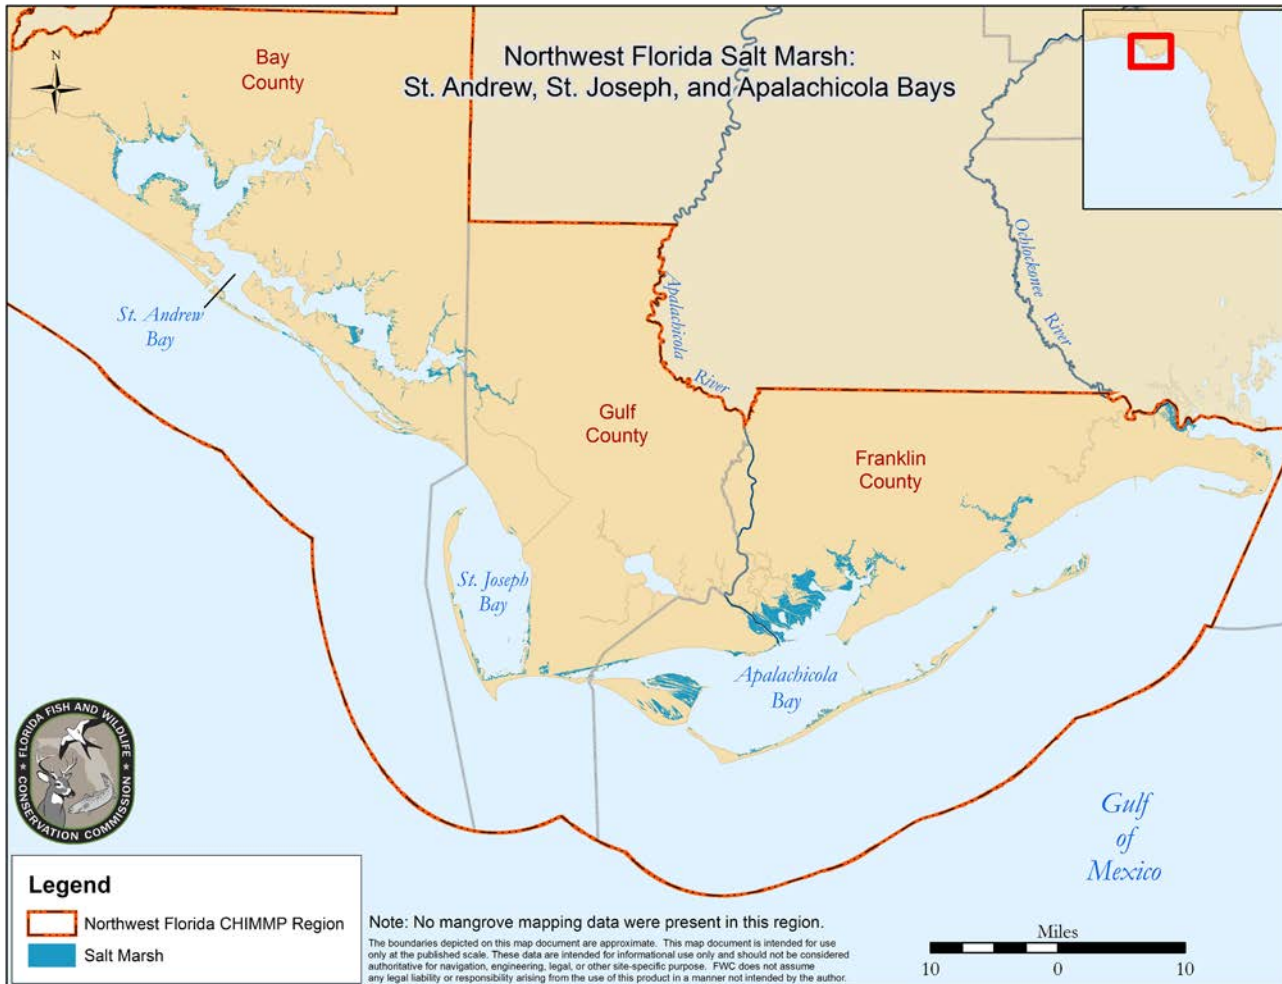 Northwest Florida Salt Marsh:
St. Andrew, St. Joseph, and Apalachicola Bays
N
Bay
County
St. Andrew
Bay
Apalachicola
River
Ochlockonee
River
Gulf
County
Franklin
County
St. Joseph
Bay
Apalachicola
Bay
Gulf
of
Mexico
FLORIDA FISH AND WILDLIFE
CONSERVATION COMMISSION
Legend
Northwest Florida CHIMMP Region
Salt Marsh
Note: No mangrove mapping data were present in this region.
The boundaries depicted on this map document are approximate. This map document is intended for use
only at the published scale. These data are intended for informational use only and should not be considered
authoritative for navigation, engineering, legal, or other site-specific purpose. FWC does not assume
any legal liability or responsibility arising from the use of this product in a manner not intended by the author.
Miles
10 0 10